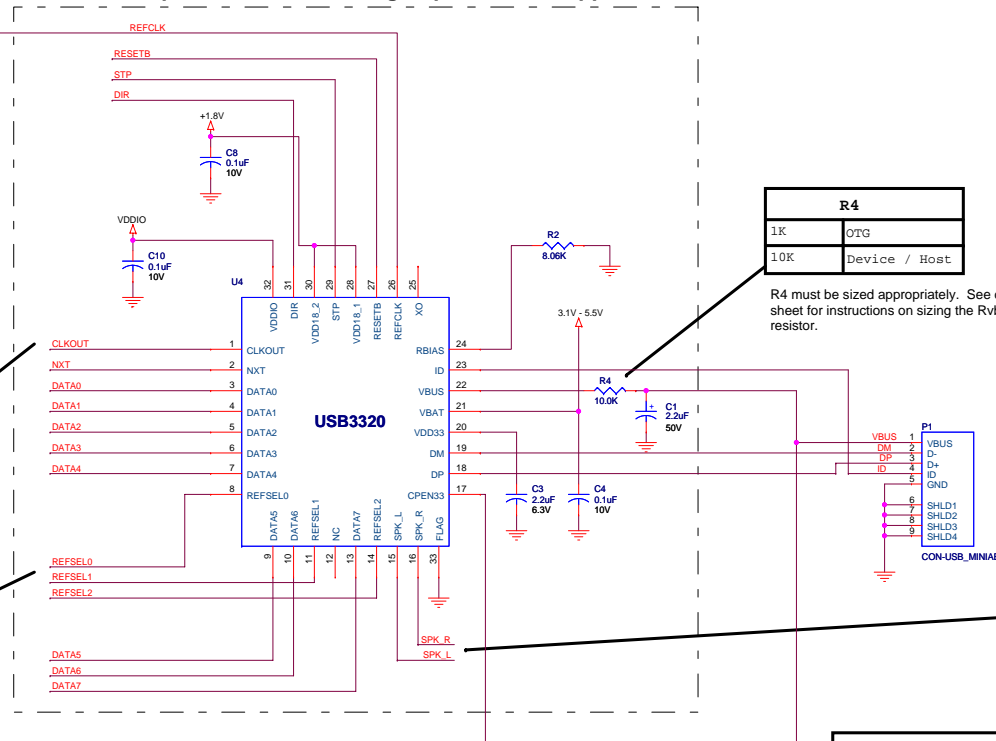 REFCLK
RESETB
STP
DIR
+1.8V
C8
0.1uF
10V
VDDIO
C10
0.1uF
10V
R2
8.06K
R4
1K OTG
10K Device / Host
R4 must be sized appropriately. See
sheet for instructions on sizing the
resistor.
U4
32 31 30 29 28 27 26 25
VDDIO DIR VDD18_2 STP VDD18_1 RESETB REFCLK XO
3.1V - 5.5V
CLKOUT 1 CLKOUT
NXT 2 NXT
DATA0 3 DATA0
DATA1 4 DATA1
DATA2 5 DATA2
DATA3 6 DATA3
DATA4 7 DATA4
8 REFSEL0
USB3320
RBIAS 24
ID 23
VBUS 22
VBAT 21
VDD33 20
DM 19
DP 18
CPEN33 17
R4
10.0K
+
C1
2.2uF
50V
C3
2.2uF
6.3V
C4
0.1uF
10V
DATA5 DATA6 REFSEL1 NC DATA7 REFSEL2 SPK_L SPK_R FLAG
9 10 11 12 13 14 15 16 33
P1
VBUS 1 VBUS
DM 2 D-
DP 3 D+
ID 4 ID
5 GND
6 SHLD1
7 SHLD2
8 SHLD3
9 SHLD4
REFSEL0
REFSEL1
REFSEL2
SPK_R
SPK_L
DATA5
DATA6
DATA7